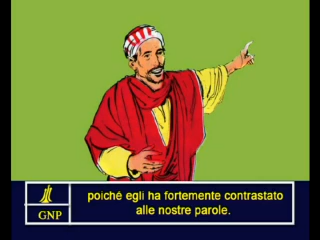 poiché egli ha fortemente contrastato
alle nostre parole.
GNP